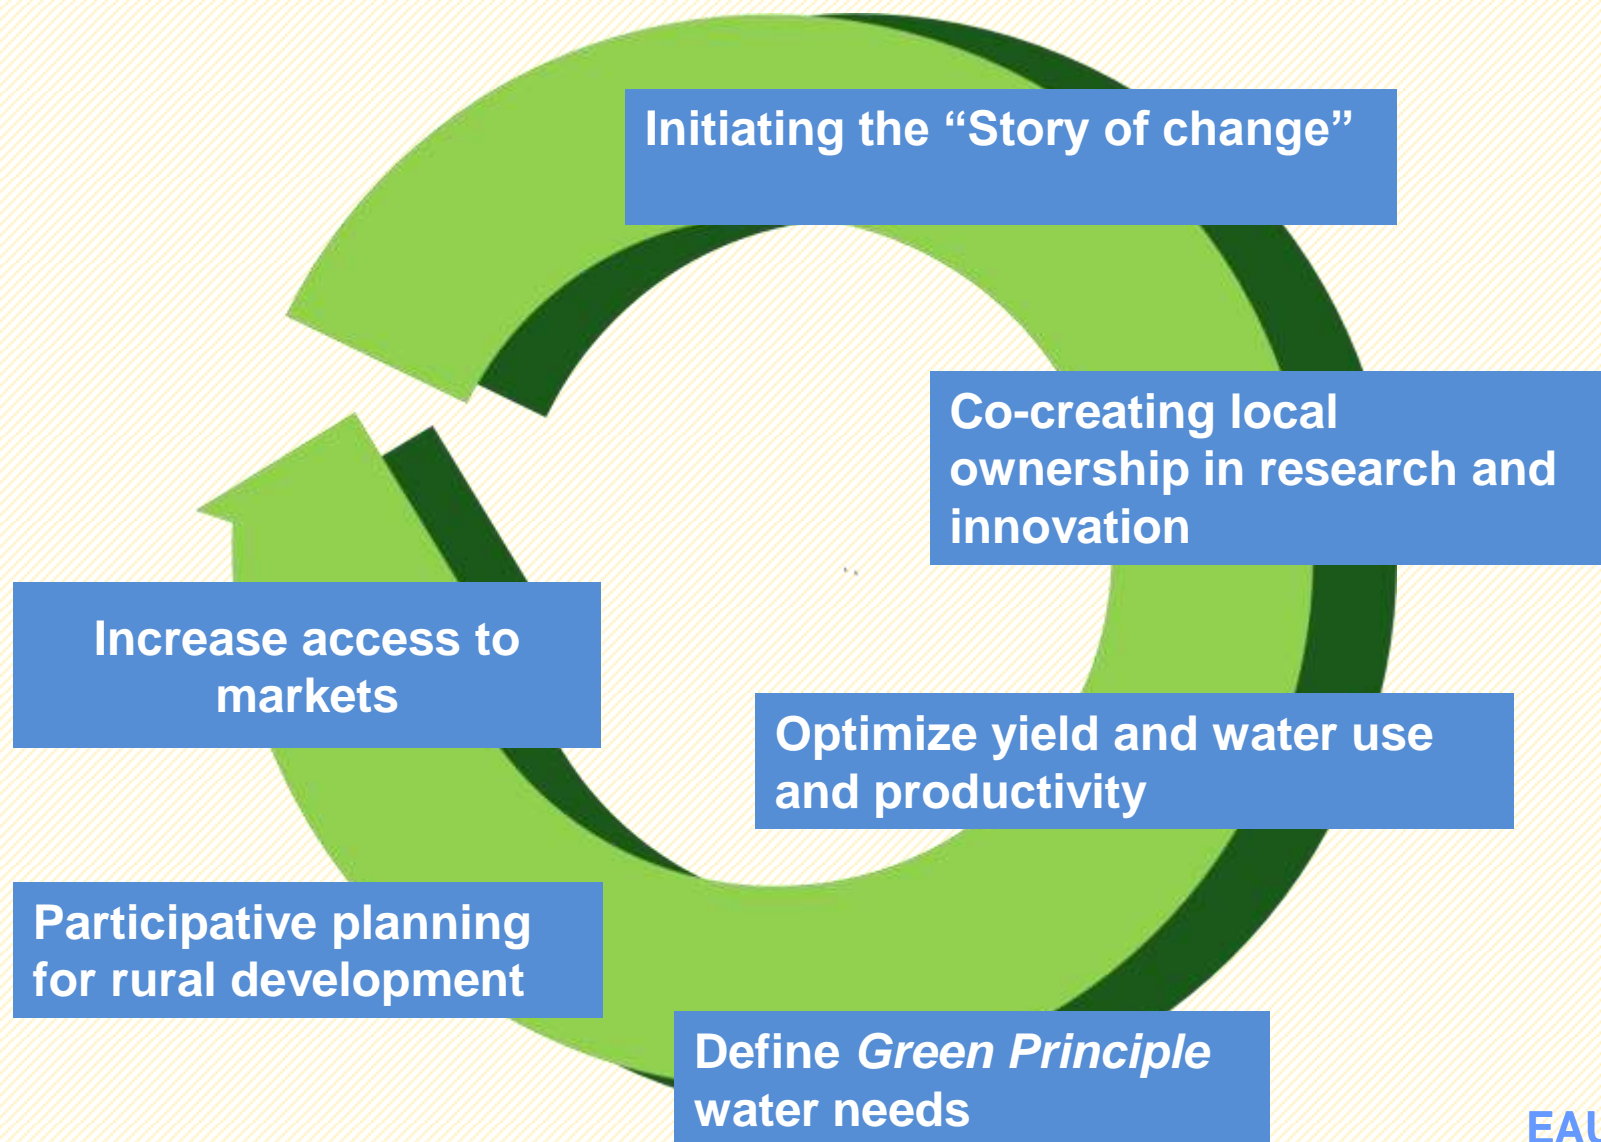 Initiating the “Story of change”
Co-creating local
ownership in research and
innovation
Optimize yield and water use
and productivity
Define Green Principle
water needs
Participative planning
for rural development
Increase access to
markets
EAU